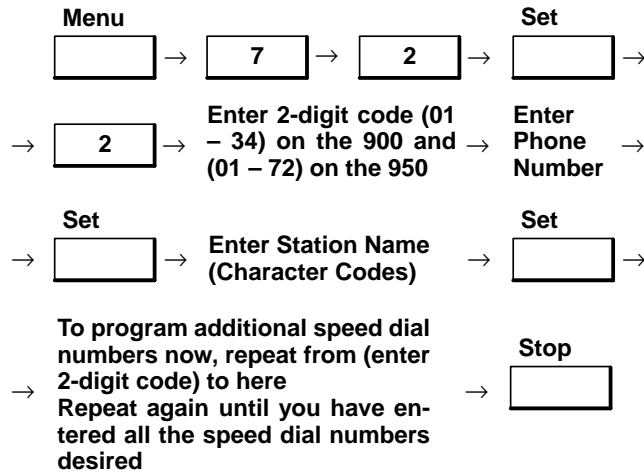 Menu
Set
→ 7 → 2 → →
Enter 2-digit code (01
– 34) on the 900 and
(01 – 72) on the 950
Enter
Phone
Number
→ 2 → → →
Set
Set
→ → Enter Station Name
(Character Codes) → →
To program additional speed dial
numbers now, repeat from (enter
2-digit code) to here
Repeat again until you have en-
tered all the speed dial numbers
desired
→ →
Stop